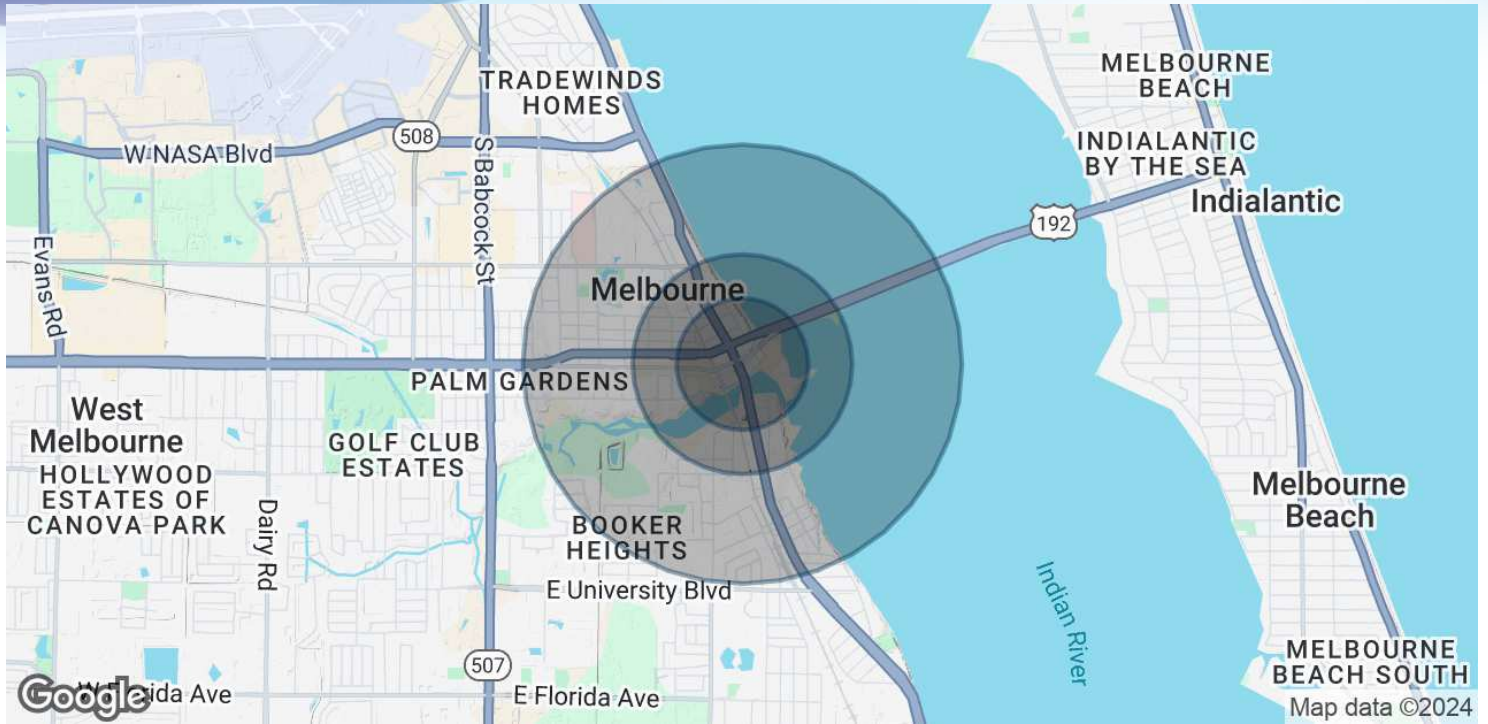 TRADEWINDS
HOMES
MELBOURNE
BEACH
508
W NASA Blvd
S Babcock St
INDIALANTIC
BY THE SEA
Indialantic
192
Evans Rd
Melbourne
PALM GARDENS
West
Melbourne
GOLF CLUB
ESTATES
HOLLYWOOD
ESTATES OF
CANOVA PARK
Dairy Rd
Melbourne
Beach
BOOKER
HEIGHTS
E University Blvd
Indian River
507
MELBOURNE
BEACH SOUTH
Google
W Florida Ave
E Florida Ave
Map data ©2024